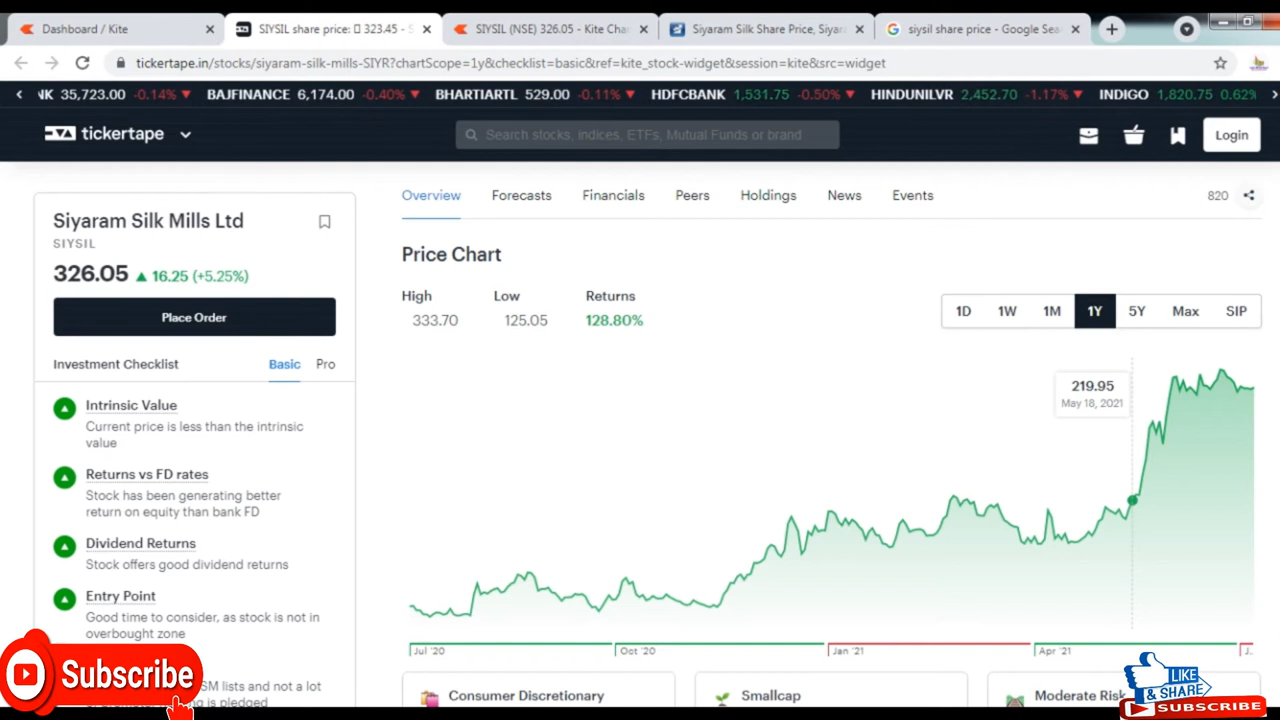 Dashboard / Kite
SIYSIL share price: 323.45 - S
SIYSIL (NSE) 326.05 - Kite Cha
Siyaram Silk Share Price, Siyar
siysil share price - Google Sea
tickertape.in/stocks/siyaram-silk-mills-SIYR?chartScope=1y&checklist=basic&ref=kite_stock-widget&session=kite&src=widget
NK 35,723.00 -0.14% BAJFINANCE 6,174.00 -0.40% BHARTIARTL 529.00 -0.11% HDFCBANK 1,531.75 -0.50% HINDUNILVR 2,452.70 -1.17% INDIGO 1,820.75 0.62%
tickertape
Search stocks, indices, ETFs, Mutual Funds or brand
Login
Siyaram Silk Mills Ltd
SIYSIL
326.05 16.25 (+5.25%)
Place Order
Investment Checklist Basic Pro
Intrinsic Value
Current price is less than the intrinsic
value
Returns vs FD rates
Stock has been generating better
return on equity than bank FD
Dividend Returns
Stock offers good dividend returns
Entry Point
Good time to consider, as stock is not in
overbought zone
SM lists and not a lot
is pledged
Subscribe
Overview Forecasts Financials Peers Holdings News Events
820
Price Chart
High Low Returns
333.70 125.05 128.80%
1D 1W 1M 1Y 5Y Max SIP
219.95
May 18, 2021
Jul '20 Oct '20 Jan '21 Apr '21 J.
Consumer Discretionary
Smallcap
Moderate Risk
LIKE
& SHARE
SUBSCRIBE